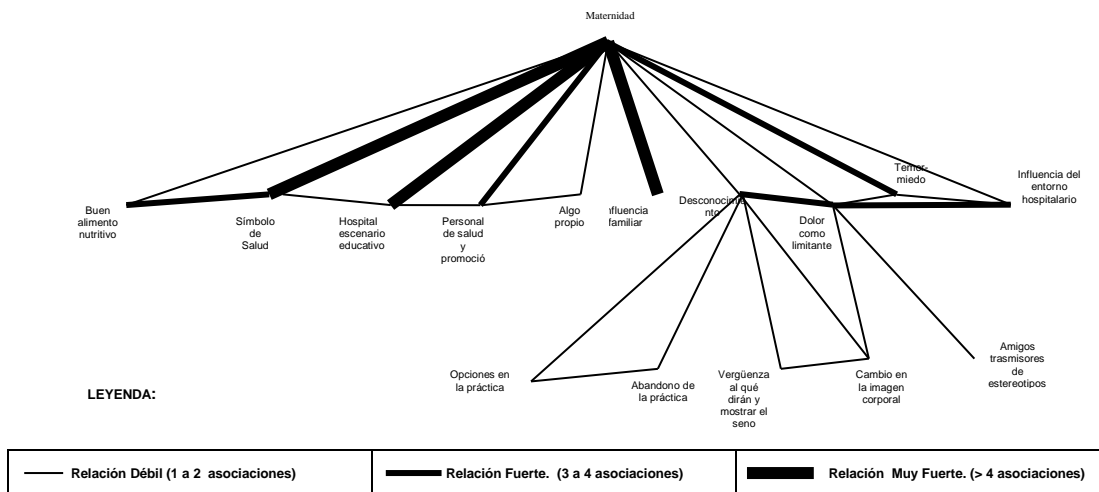 Maternidad
Temor-
miedo
Influencia del
entorno
hospitalario
Buen
alimento
nutritivo
Símbolo
de
Salud
Hospital
escenario
educativo
Personal
de salud
y
promoció
Algo
propio
nfluencia
familiar
Desconocimie
nto
Dolor
como
limitante
Opciones en
la práctica
Abandono de
la práctica
Vergüenza
al qué
dirán y
mostrar el
seno
Cambio en
la imagen
corporal
Amigos
trasmisores
de
estereotipos
LEYENDA:
Relación Débil (1 a 2 asociaciones)
Relación Fuerte. (3 a 4 asociaciones)
Relación Muy Fuerte. (> 4 asociaciones)